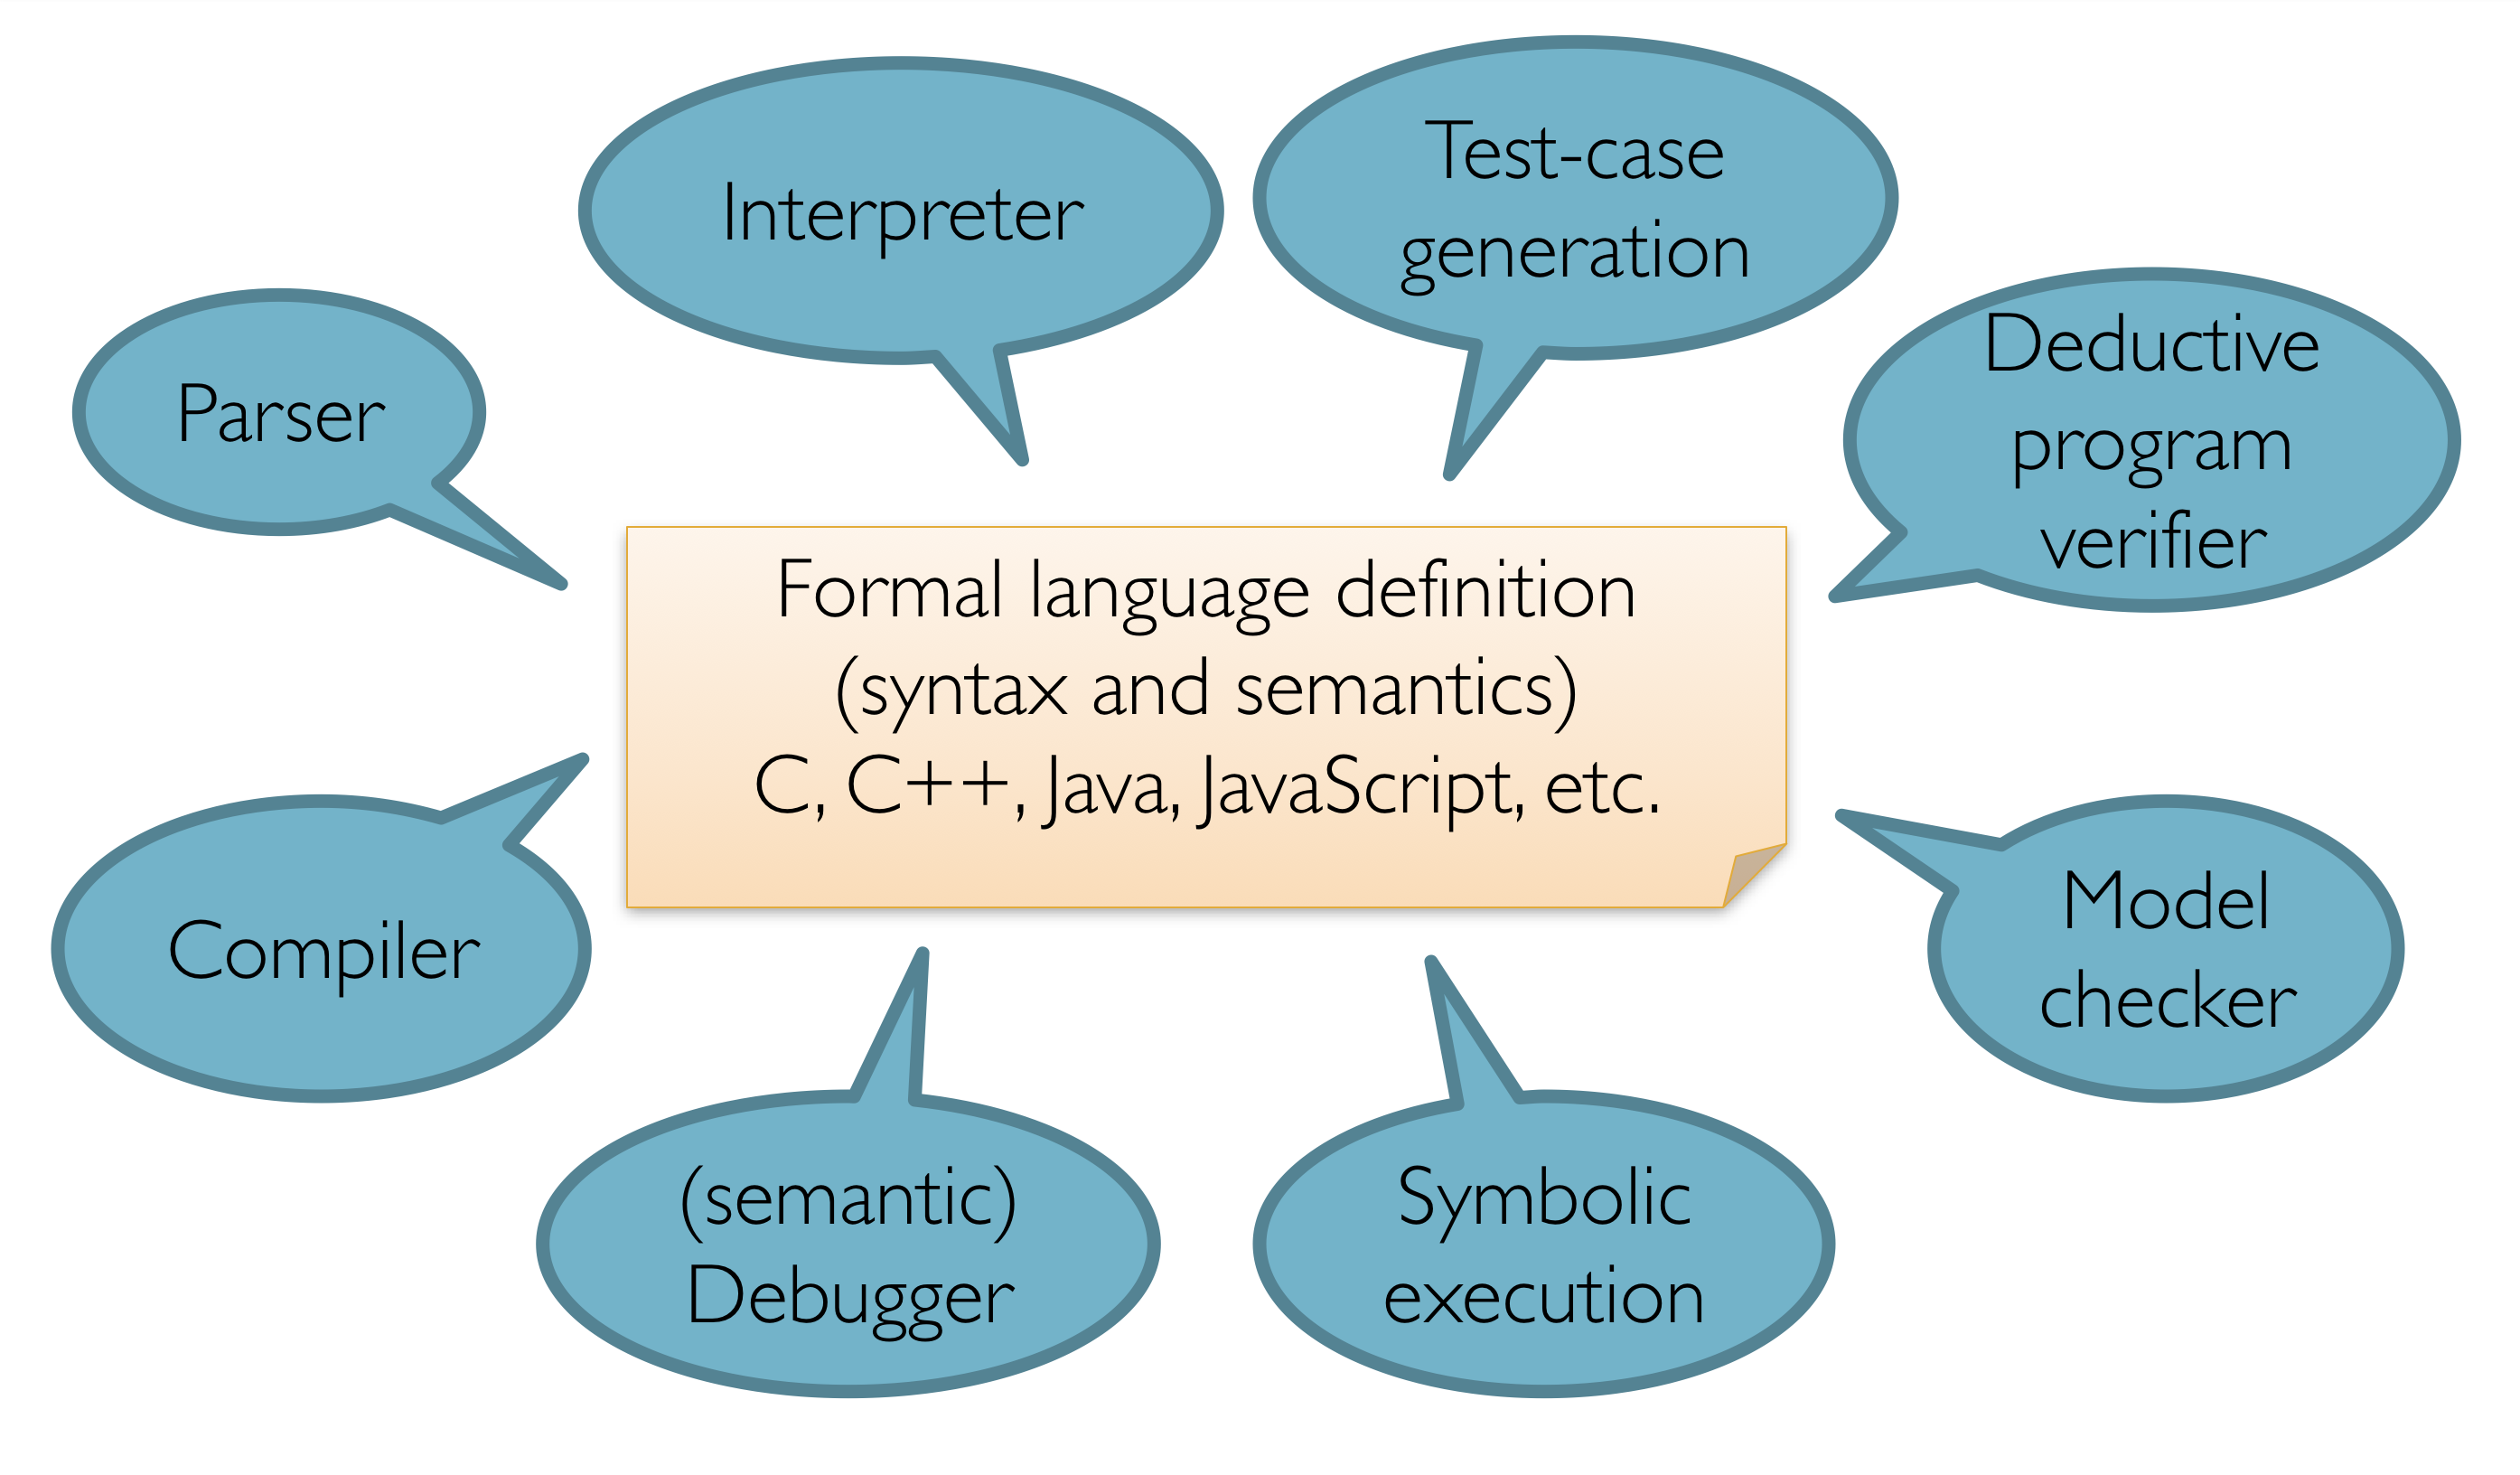 Interpreter
Test-case
generation
Parser
Deductive
program
verifier
Formal language definition
(syntax and semantics)
C, C++, Java, JavaScript, etc.
Compiler
Model
checker
(semantic)
Debugger
Symbolic
execution